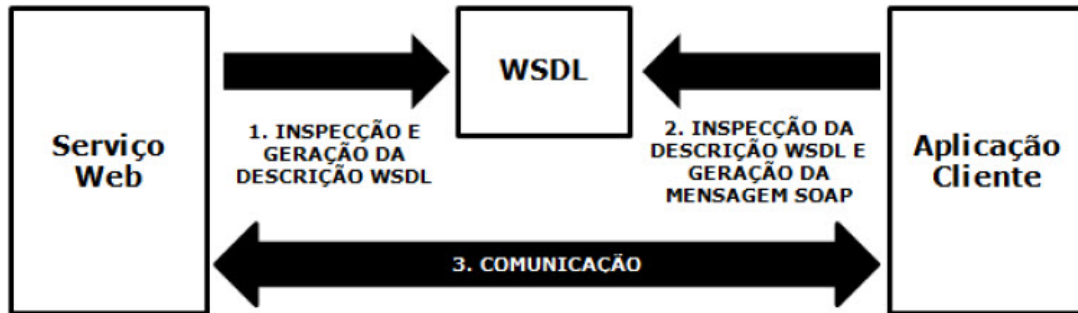 Serviço
Web
1. INSPECÇÃO E
GERAÇÃO DA
DESCRIÇÃO WSDL
WSDL
2. INSPECÇÃO DA
DESCRIÇÃO WSDL E
GERAÇÃO DA
MENSAGEM SOAP
Aplicação
Cliente
3. COMUNICAÇÃO